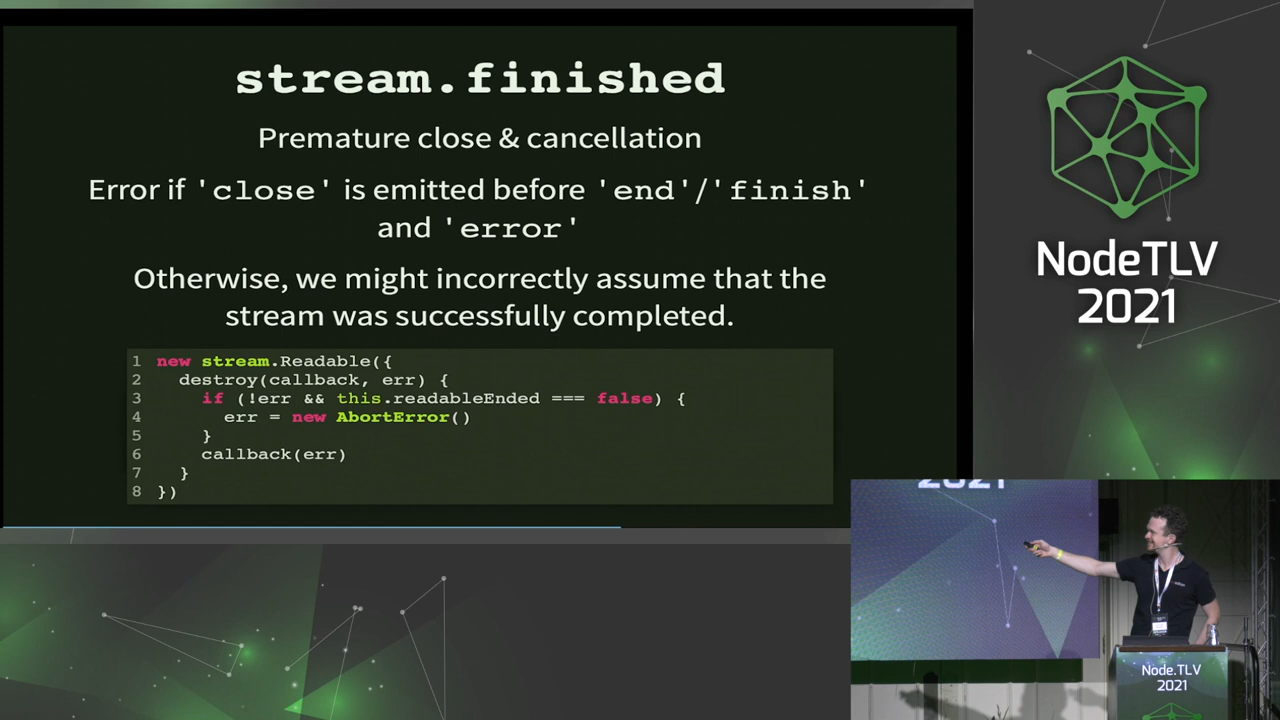 stream.finished
Premature close & cancellation
Error if 'close' is emitted before 'end'/'finish'
and 'error'
Otherwise, we might incorrectly assume that the
stream was successfully completed.
1 new stream.Readable({
2   destroy(callback, err) {
3     if (!err && this.readableEnded === false) {
4       err = new AbortError()
5     }
6     callback(err)
7   }
8 })
NodeTLV
2021
2021
Node.TLV
2021